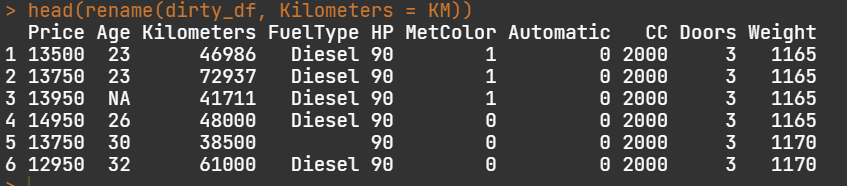 > head(rename(dirty_df, Kilometers = KM))
  Price Age Kilometers FuelType HP MetColor Automatic   CC Doors Weight
1 13500  23      46986   Diesel 90        1         0 2000     3   1165
2 13750  23      72937   Diesel 90        1         0 2000     3   1165
3 13950  NA      41711   Diesel 90        1         0 2000     3   1165
4 14950  26      48000   Diesel 90        0         0 2000     3   1165
5 13750  30      38500          90        0         0 2000     3   1170
6 12950  32      61000   Diesel 90        0         0 2000     3   1170
>